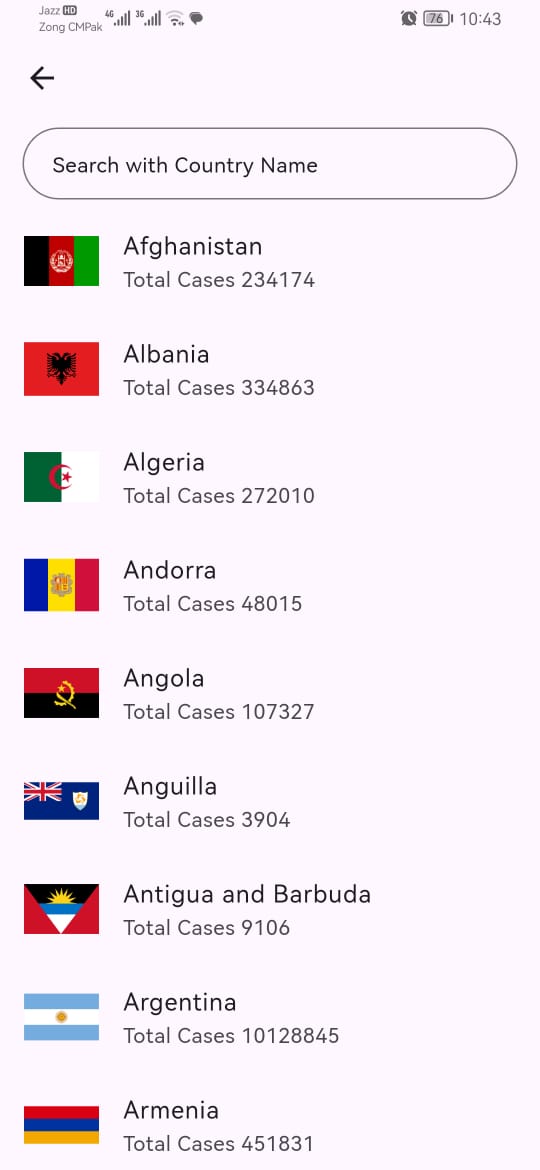 Jazz HD
Zong CMPak
4G
3G
76
10:43
Search with Country Name
Afghanistan
Total Cases 234174
Albania
Total Cases 334863
Algeria
Total Cases 272010
Andorra
Total Cases 48015
Angola
Total Cases 107327
Anguilla
Total Cases 3904
Antigua and Barbuda
Total Cases 9106
Argentina
Total Cases 10128845
Armenia
Total Cases 451831